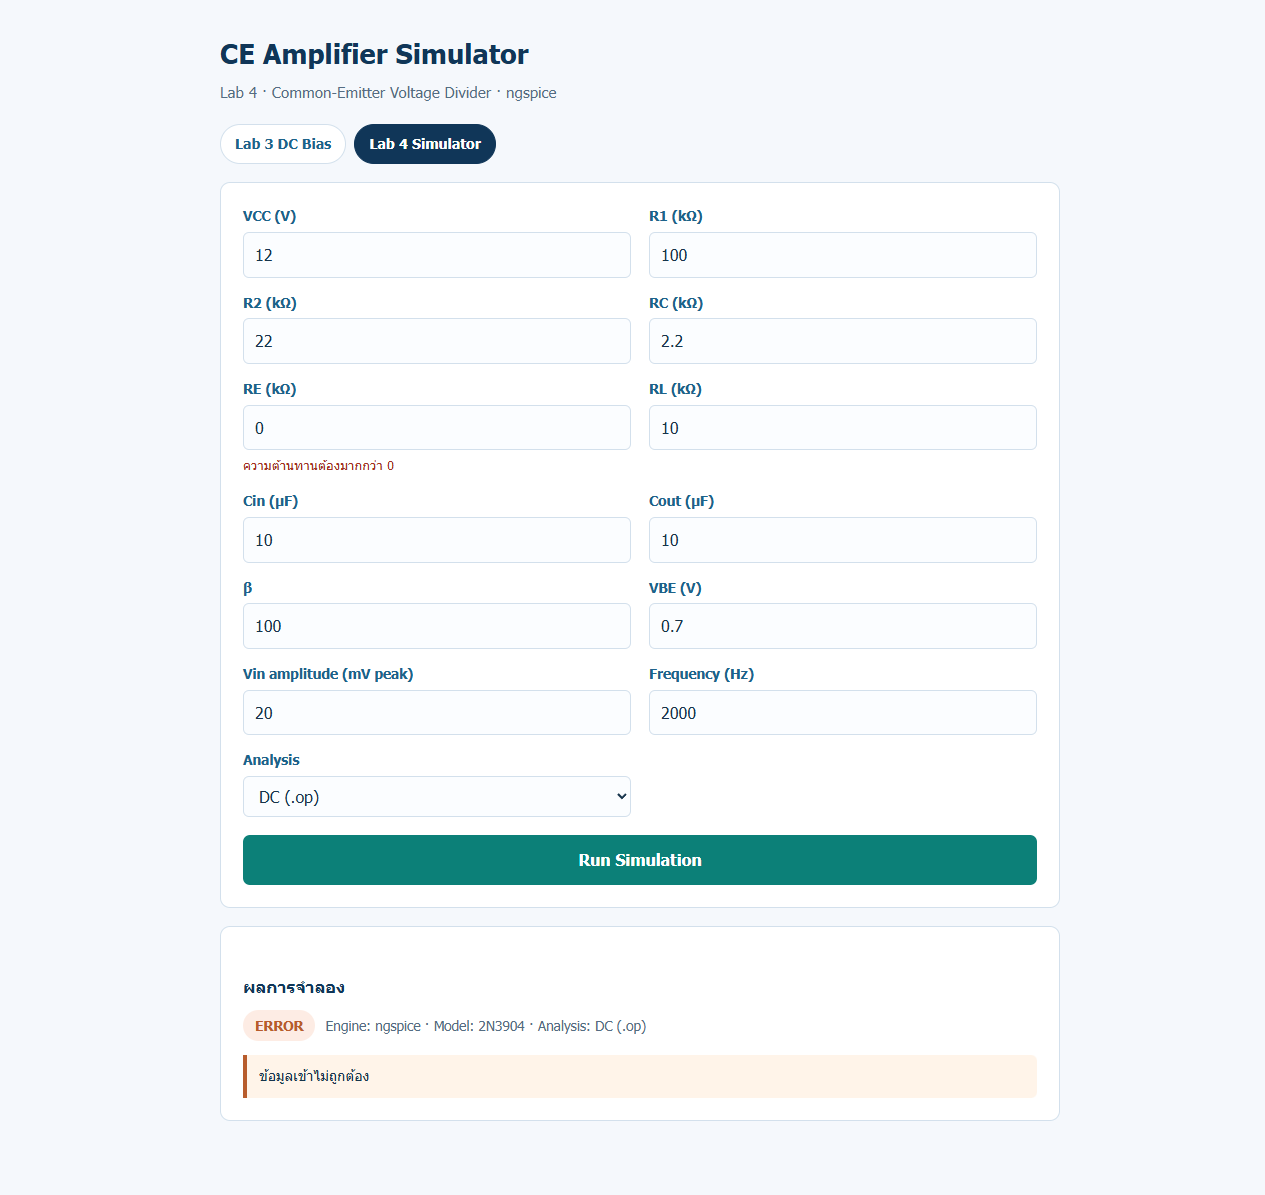 CE Amplifier Simulator
Lab 4 · Common-Emitter Voltage Divider · ngspice
Lab 3 DC Bias
Lab 4 Simulator
VCC (V)
R1 (kΩ)
12
100
R2 (kΩ)
RC (kΩ)
22
2.2
RE (kΩ)
RL (kΩ)
0
10
ความต้านทานต้องมากกว่า 0
Cin (µF)
Cout (µF)
10
10
β
VBE (V)
100
0.7
Vin amplitude (mV peak)
Frequency (Hz)
20
2000
Analysis
DC (.op)
Run Simulation
ผลการจำลอง
ERROR
Engine: ngspice · Model: 2N3904 · Analysis: DC (.op)
ข้อมูลเข้าไม่ถูกต้อง